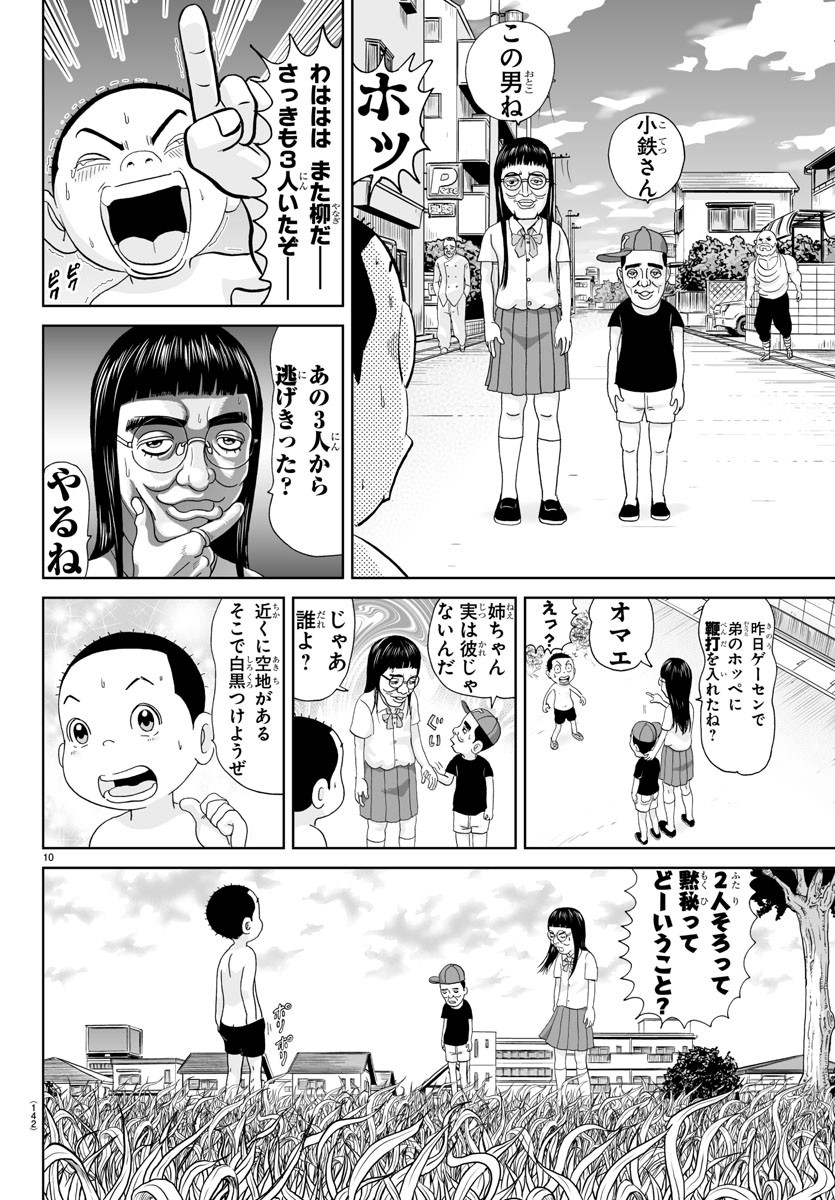 この男ね
小鉄さん
ホッ
わははは また柳だ――
さっきも3人いたぞ――
ピッ
ピッ
あの3人から
逃げきった?
やるね
昨日ゲーセンで
弟のホッペに
鞭打を入れたね?
オマエ
えっ?
姉ちゃん
実は彼じゃ
ないんだ
ぐい
じゃあ
誰よ?
近くに空地がある
そこで白黒つけようぜ
10
2人そろって
黙秘って
どーいうこと?
ポリ
ポリ
(142)